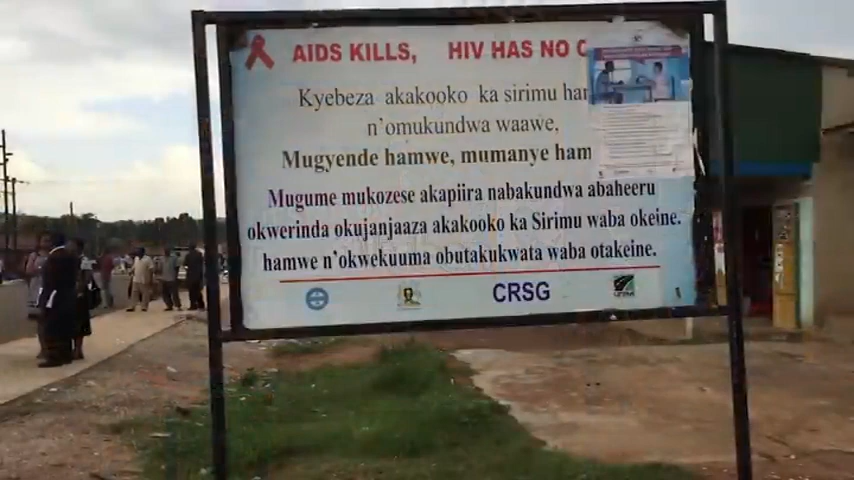 AIDS KILLS, HIV HAS NO
Kyebeza akakooko ka sirimu
n'omukundwa waawe,
Mugyende hamwe, mumanye
Mugume mukozese akapiira nabakundwa abaheeru
okwerinda okujanjaaza akakooko ka Sirimu waba okeine.
hamwe n'okwekuuma obutakukwata waba otakeine.
CRSG